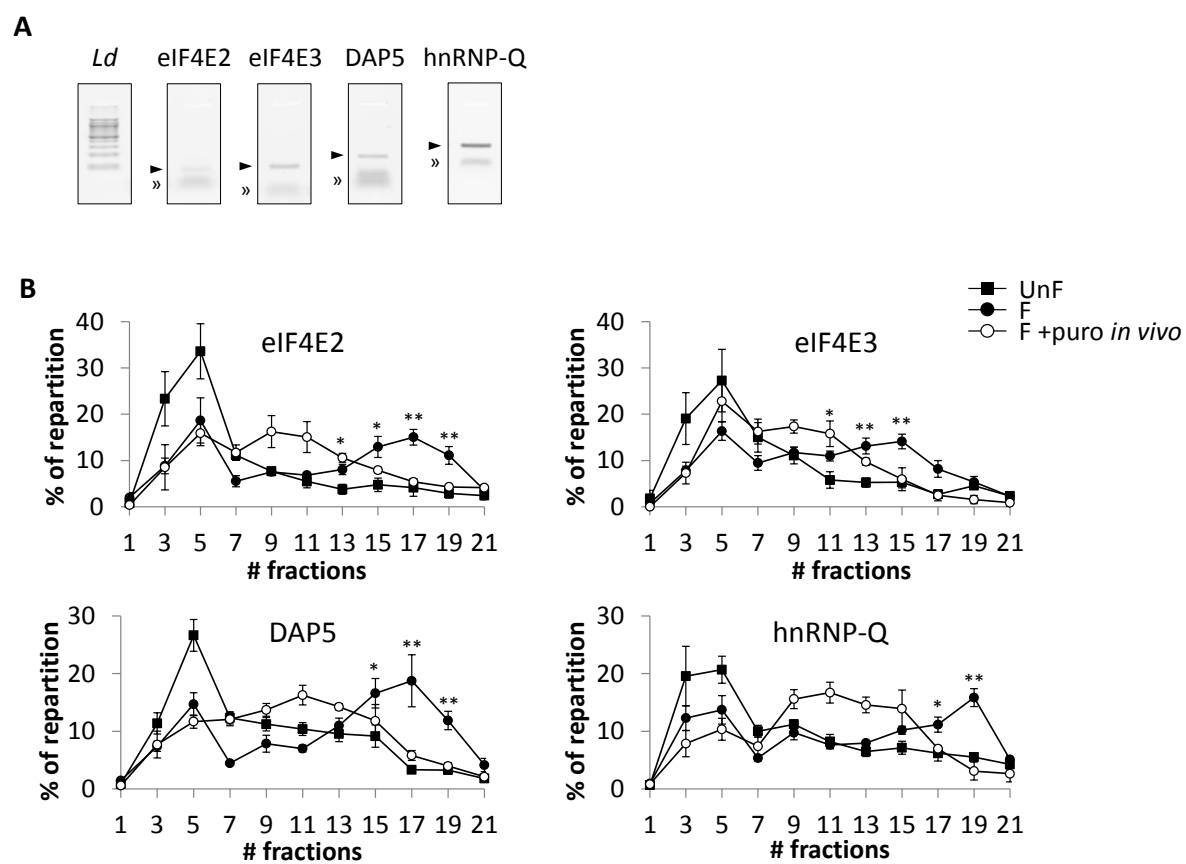 A
Ld eIF4E2 eIF4E3 DAP5 hnRNP-Q
» » » »
B
UnF
F
F +puro in vivo
eIF4E2
% of repartition
40
30
20
10
0
* * ** **
1 3 5 7 9 11 13 15 17 19 21
# fractions
eIF4E3
% of repartition
40
30
20
10
0
* ** **
1 3 5 7 9 11 13 15 17 19 21
# fractions
DAP5
% of repartition
30
20
10
0
* ** **
1 3 5 7 9 11 13 15 17 19 21
# fractions
hnRNP-Q
% of repartition
30
20
10
0
* **
1 3 5 7 9 11 13 15 17 19 21
# fractions